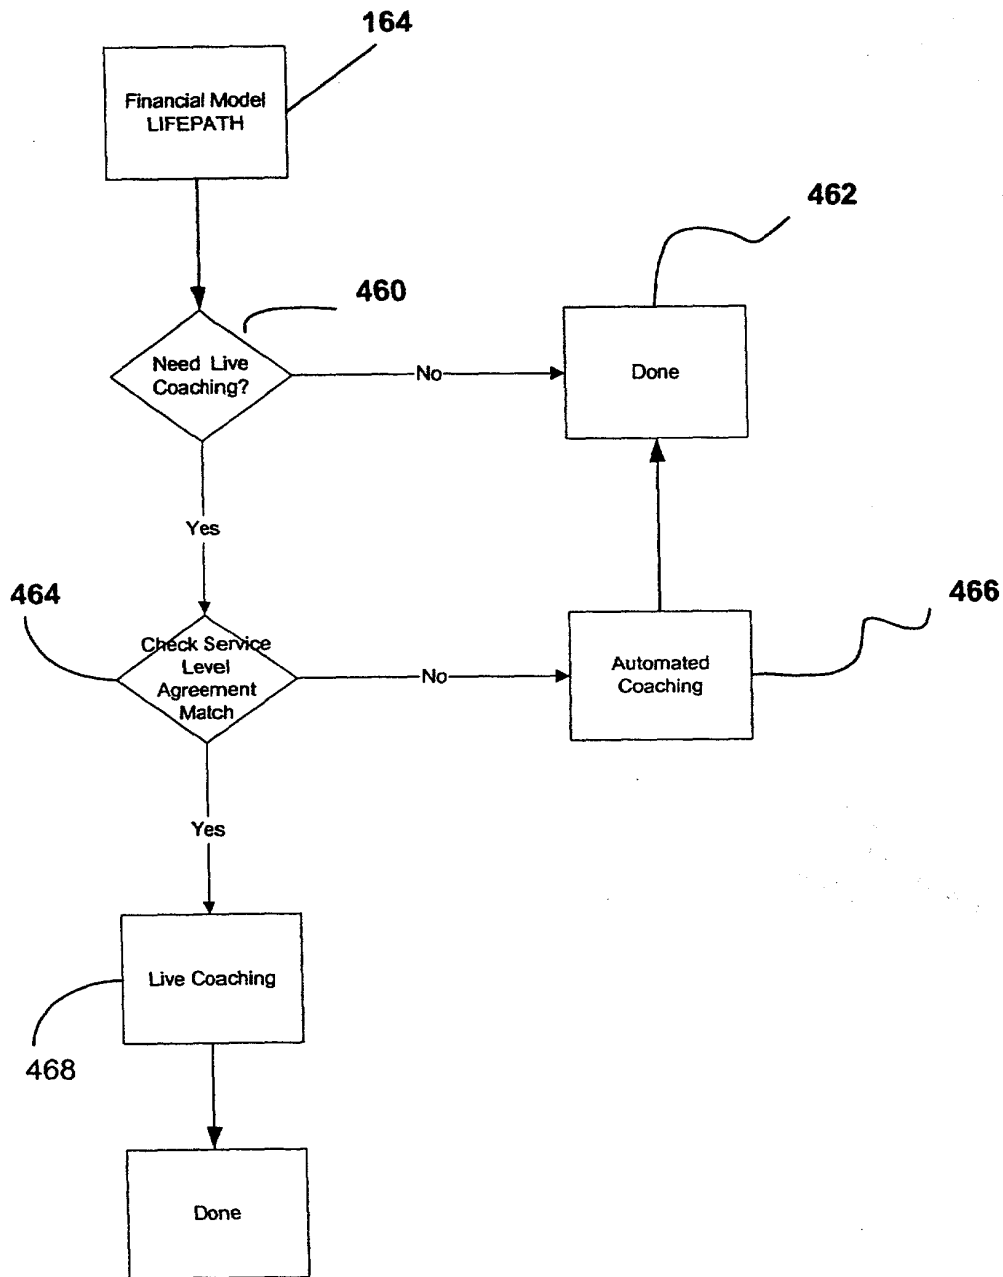 164
Financial Model
LIFEPATH
462
460
Need Live
Coaching?
No
Done
Yes
464
466
Check Service
Level
Agreement
Match
No
Automated
Coaching
Yes
Live Coaching
468
Done